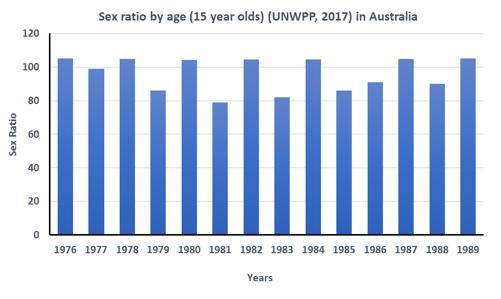 Sex ratio by age (15 year olds) (UNWPP, 2017) in Australia
120
100
80
60
40
20
0
Sex Ratio
1976 1977 1978 1979 1980 1981 1982 1983 1984 1985 1986 1987 1988 1989
Years